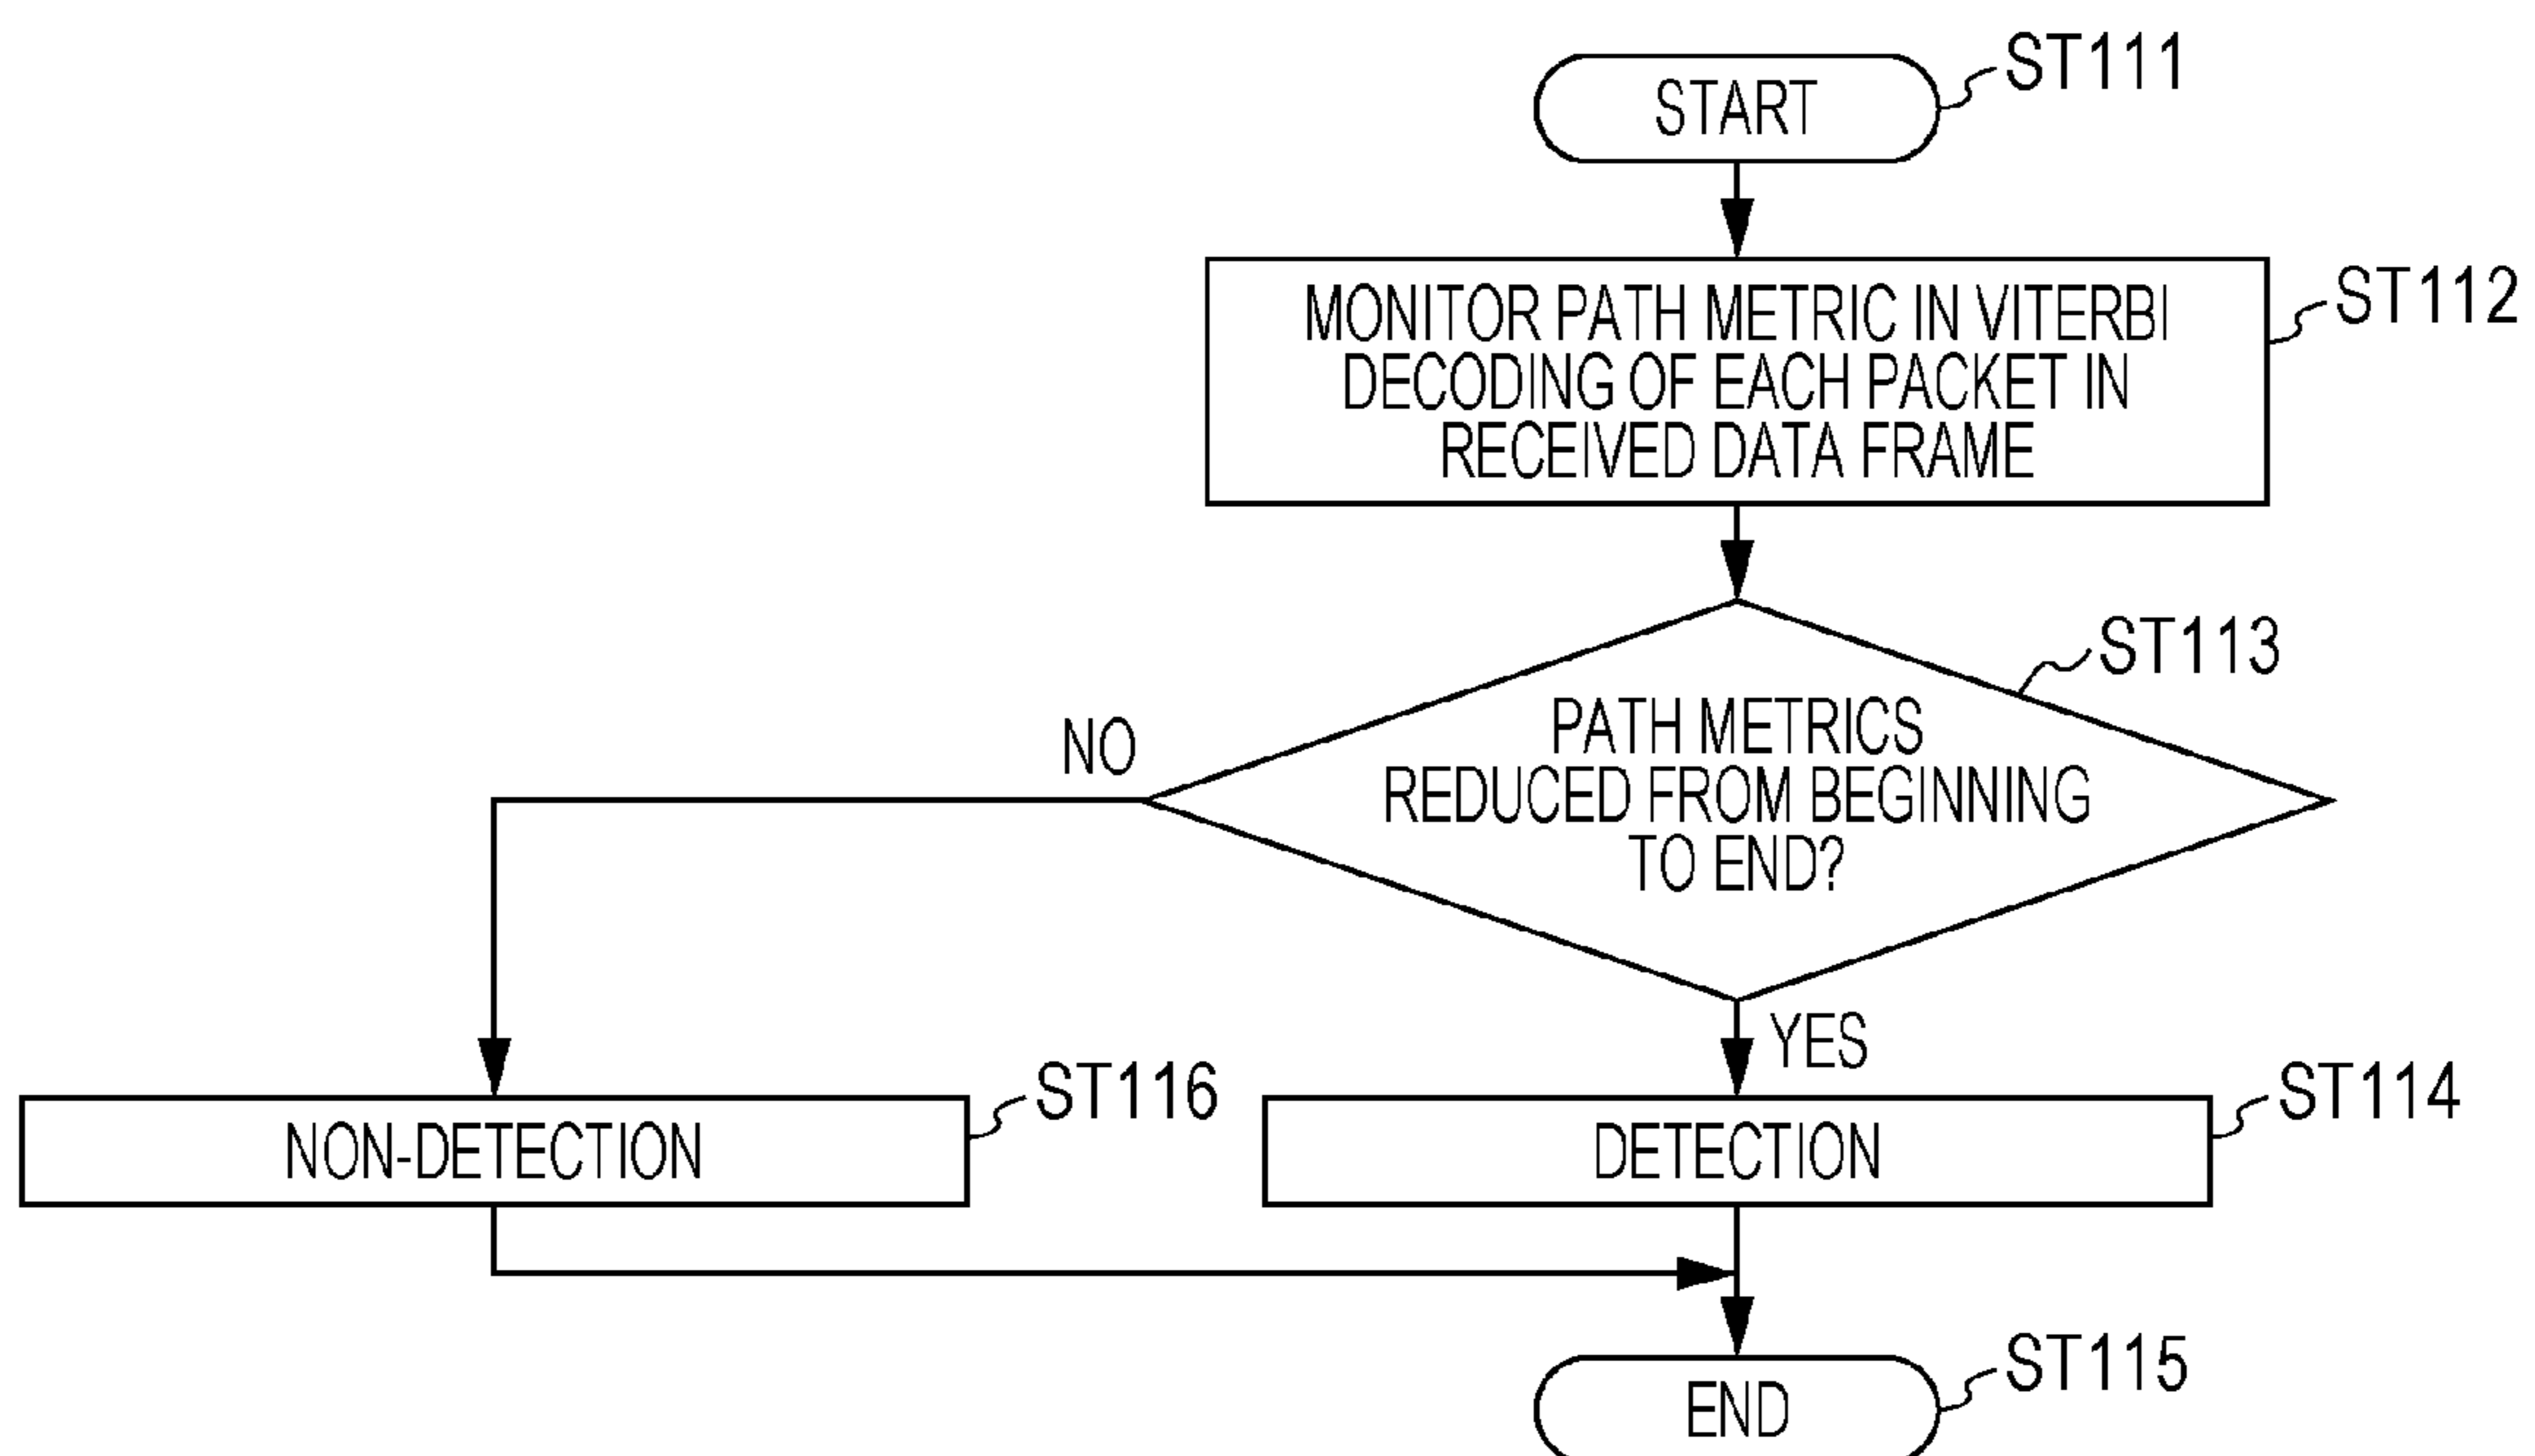 START
ST111
MONITOR PATH METRIC IN VITERBI
DECODING OF EACH PACKET IN
RECEIVED DATA FRAME
ST112
PATH METRICS
REDUCED FROM BEGINNING
TO END?
ST113
NO
YES
NON-DETECTION
ST116
DETECTION
ST114
END
ST115